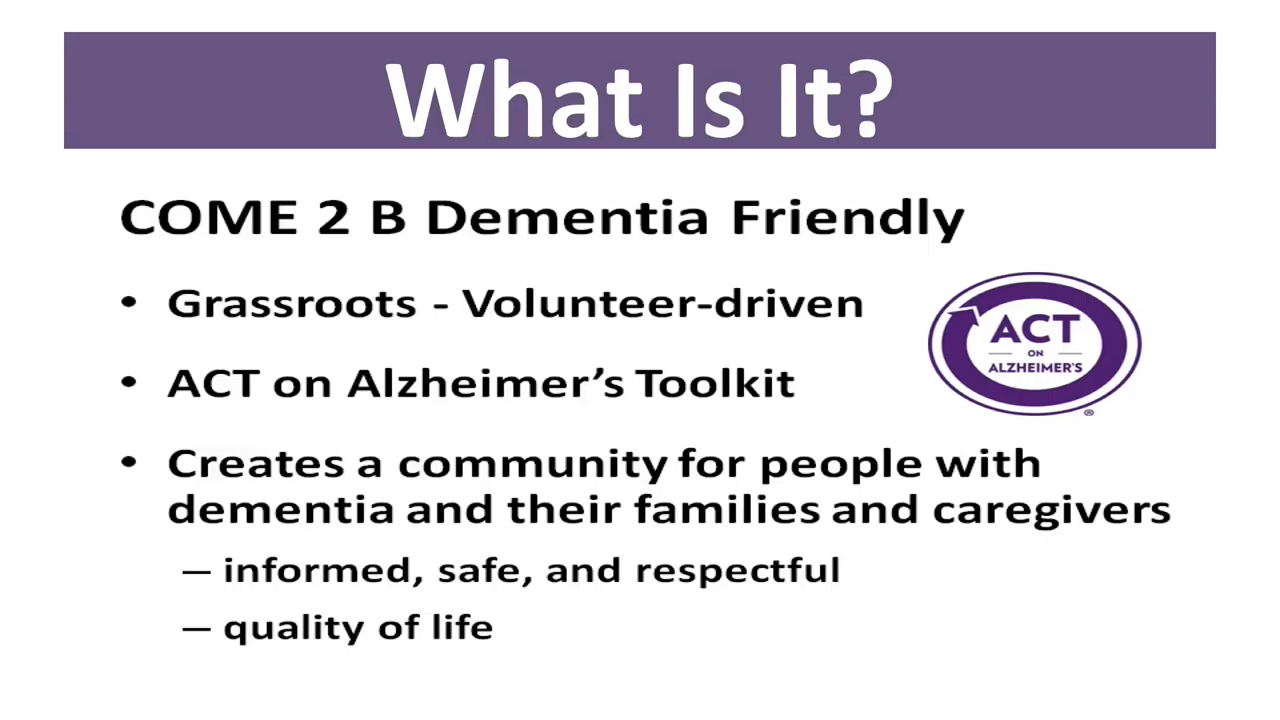 What Is It?
COME 2 B Dementia Friendly
• Grassroots - Volunteer-driven
• ACT on Alzheimer’s Toolkit
ACT
ON
ALZHEIMER'S
®
• Creates a community for people with
dementia and their families and caregivers
– informed, safe, and respectful
– quality of life